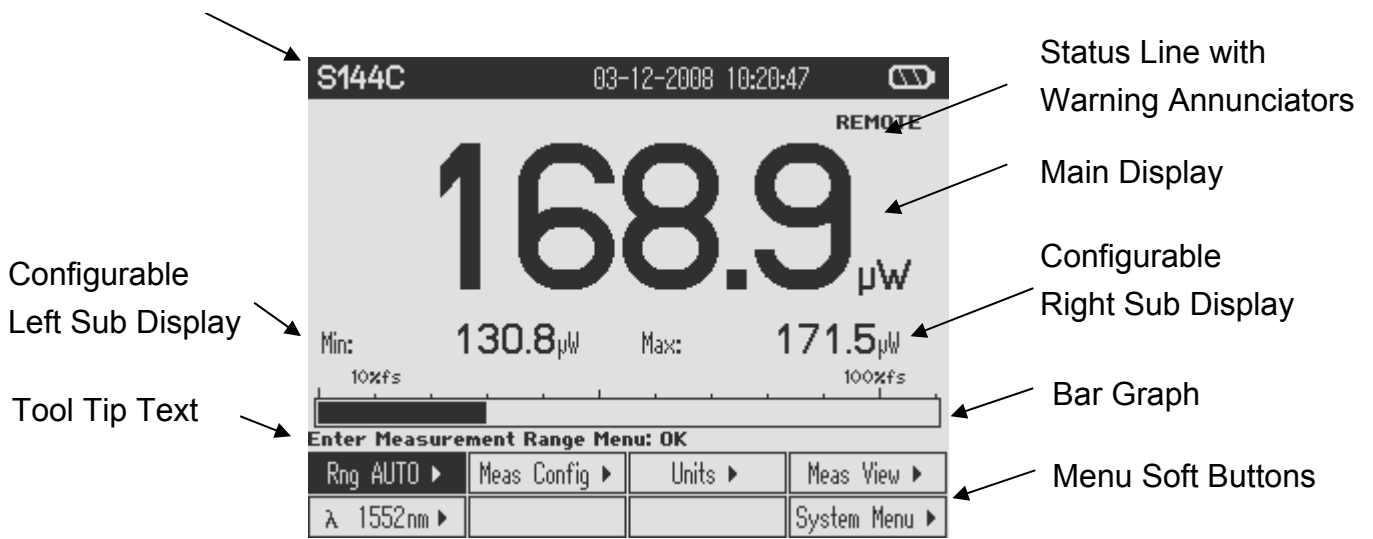 Status Line with
Warning Annunciators
S144C 03-12-2008 10:20:47
REMOTE
Main Display
168.9 µW
Configurable
Right Sub Display
Configurable
Left Sub Display
Min: 130.8µW Max: 171.5µW
10%fs 100%fs
Bar Graph
Tool Tip Text
Enter Measurement Range Menu: OK
Rng AUTO ▶ Meas Config ▶ Units ▶ Meas View ▶
Menu Soft Buttons
λ 1552nm ▶ System Menu ▶